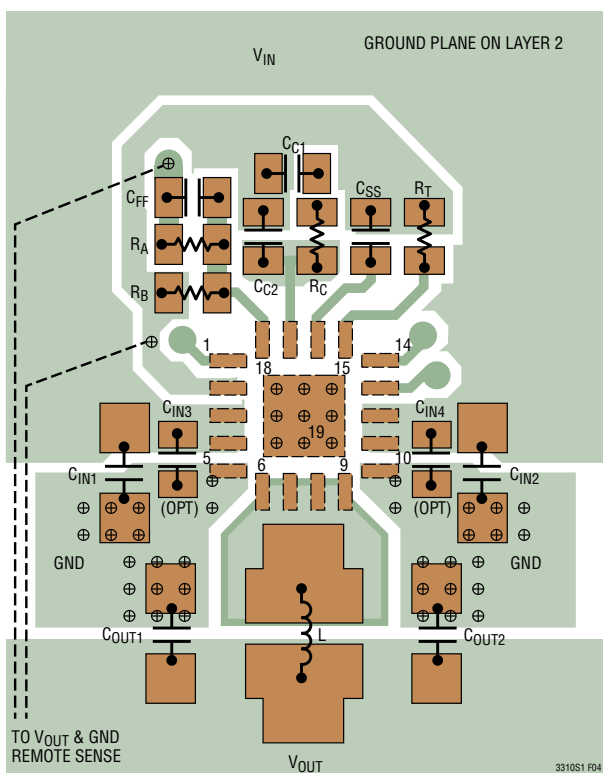 GROUND PLANE ON LAYER 2
VIN
CC1
CFF
CSS
RT
RA
RB
CC2
RC
1
14
18
15
19
CIN3
CIN4
5
6
9
10
CIN1
CIN2
(OPT)
(OPT)
GND
GND
COUT1
L
COUT2
TO VOUT & GND
REMOTE SENSE
VOUT
3310S1 F04